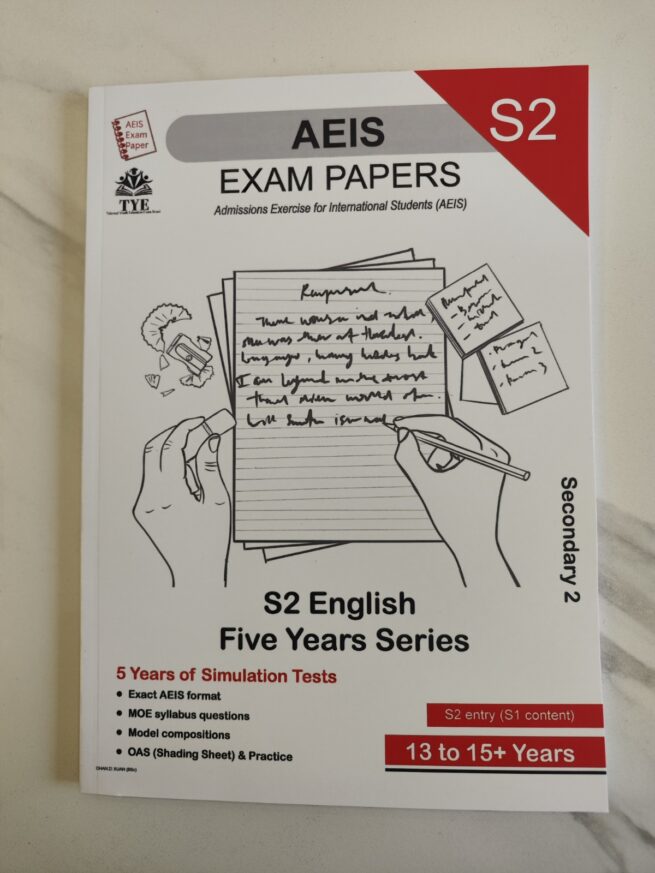 S2
AEIS
Exam
Paper
AEIS
EXAM PAPERS
TYE
Admissions Exercise for International Students (AEIS)
Secondary 2
S2 English
Five Years Series
5 Years of Simulation Tests
Exact AEIS format
MOE syllabus questions
Model compositions
OAS (Shading Sheet) & Practice
S2 entry (S1 content)
13 to 15+ Years